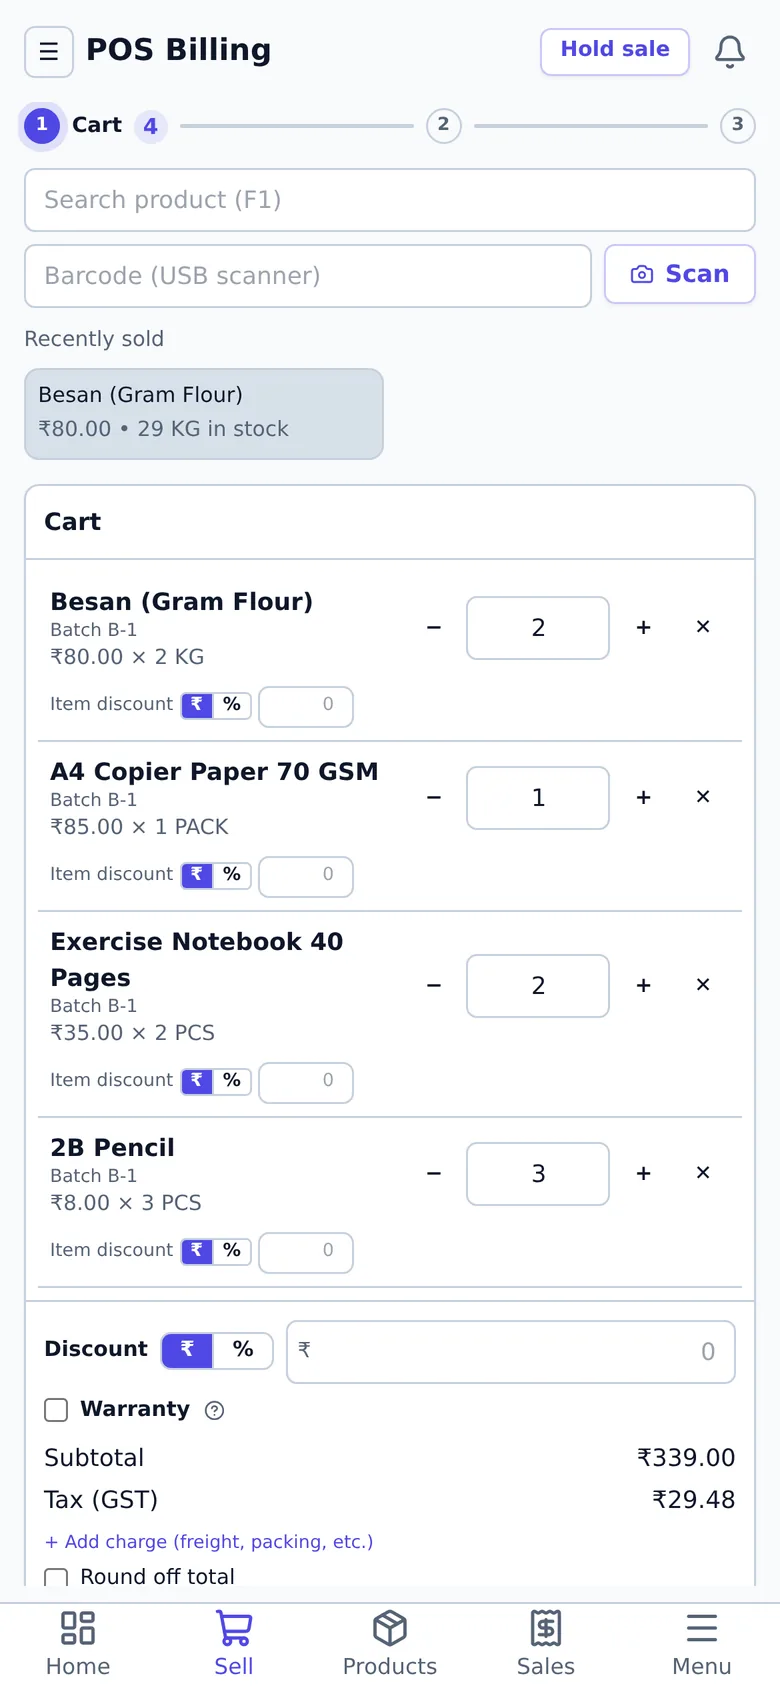 ☰ POS Billing Hold sale
1 Cart 4 2 3
Search product (F1)
Barcode (USB scanner) Scan
Recently sold
Besan (Gram Flour)
₹80.00 • 29 KG in stock
Cart
Besan (Gram Flour)
Batch B-1
₹80.00 × 2 KG
− 2 + ×
Item discount ₹ % 0
A4 Copier Paper 70 GSM
Batch B-1
₹85.00 × 1 PACK
− 1 + ×
Item discount ₹ % 0
Exercise Notebook 40
Pages
Batch B-1
₹35.00 × 2 PCS
− 2 + ×
Item discount ₹ % 0
2B Pencil
Batch B-1
₹8.00 × 3 PCS
− 3 + ×
Item discount ₹ % 0
Discount ₹ % ₹ 0
Warranty ?
Subtotal ₹339.00
Tax (GST) ₹29.48
+ Add charge (freight, packing, etc.)
Round off total
Home Sell Products Sales Menu